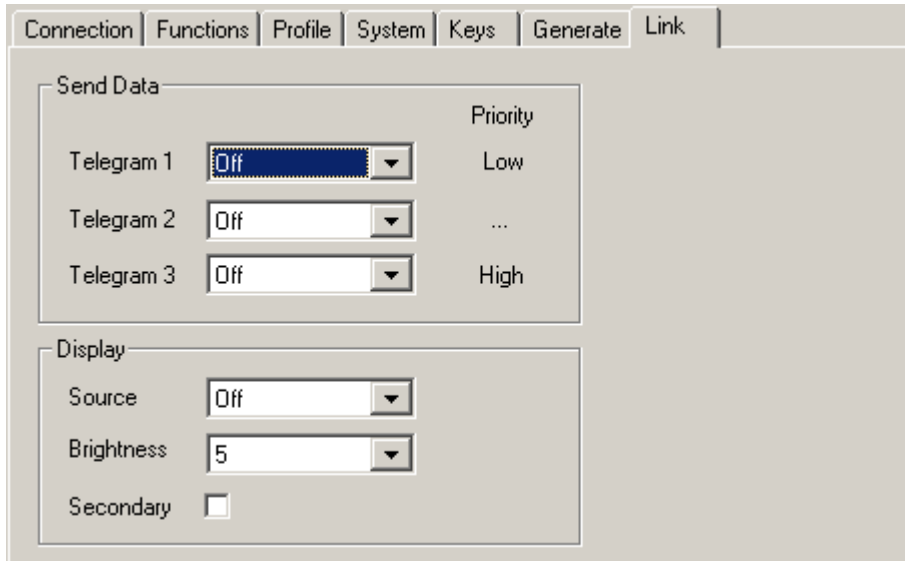 Connection Functions Profile System Keys Generate Link
Send Data
Priority
Telegram 1 Off Low
Telegram 2 Off ...
Telegram 3 Off High
Display
Source Off
Brightness 5
Secondary